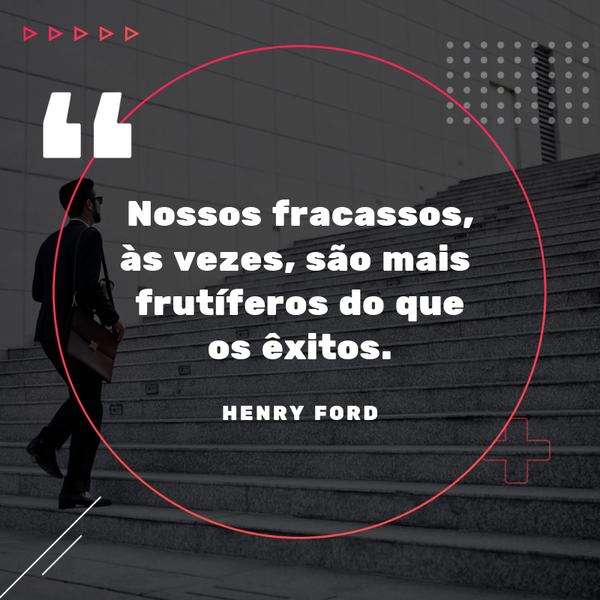 Nossos fracassos,
às vezes, são mais
frutíferos do que
os êxitos.
HENRY FORD